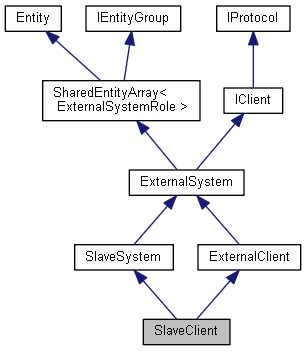 Entity
IEntityGroup
IProtocol
SharedEntityArray<
ExternalSystemRole >
IClient
ExternalSystem
SlaveSystem
ExternalClient
SlaveClient